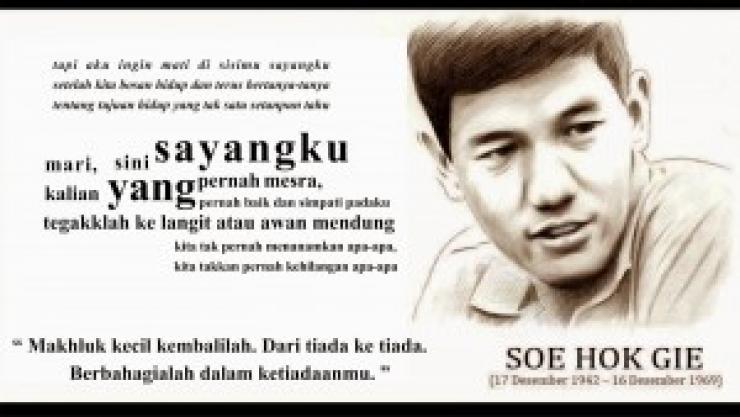 tapi aku ingin mati di sisimu sayangku
setelah kita bosan hidup dan terus bertanya-tanya
tentang tujuan hidup yang tak satu setanpun tahu
mari, sini sayangku
kalian yang pernah mesra,
pernah baik dan simpati padaku
tegakklah ke langit atau awan mendung
kita tak pernah menanamkan apa-apa,
kita takkan pernah kehilangan apa-apa
“ Makhluk kecil kembalilah. Dari tiada ke tiada.
Berbahagialah dalam ketiadaanmu. ”
SOE HOK GIE
(17 Desember 1942 – 16 Desember 1969)